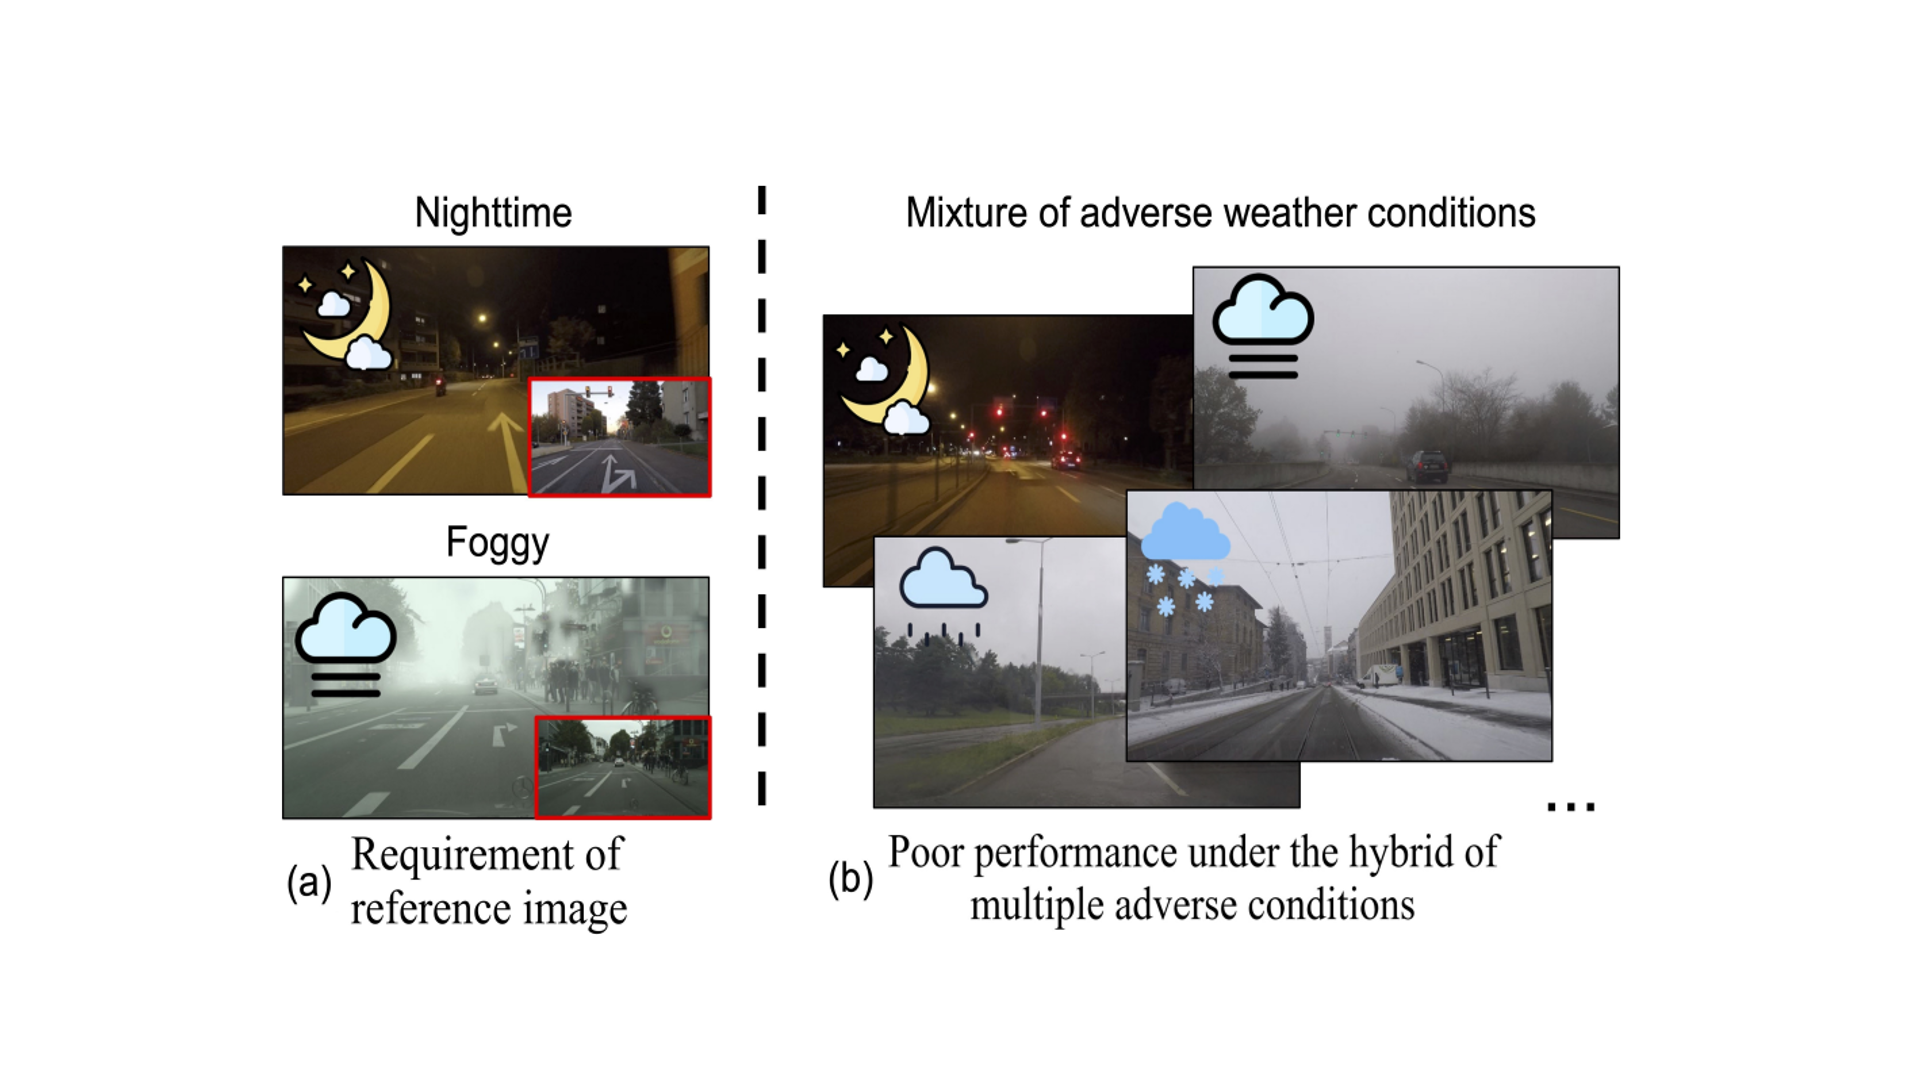 Nighttime
Foggy
(a) Requirement of
reference image
Mixture of adverse weather conditions
...
(b) Poor performance under the hybrid of
multiple adverse conditions